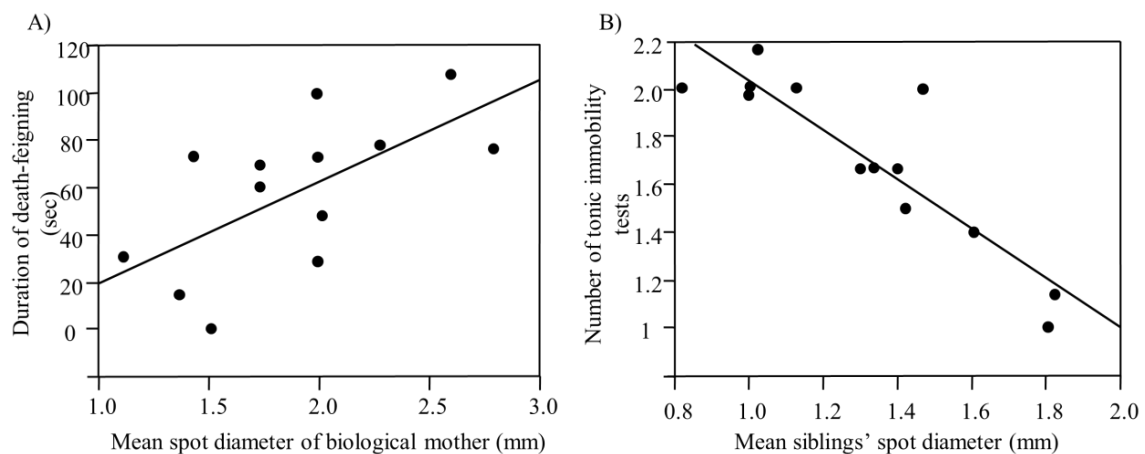 A)
120
100
80
60
40
20
0
Duration of death-feigning
(sec)
1.0 1.5 2.0 2.5 3.0
Mean spot diameter of biological mother (mm)
B)
2.2
2.0
1.8
1.6
1.4
1.2
1
Number of tonic immobility
tests
0.8 1.0 1.2 1.4 1.6 1.8 2.0
Mean siblings’ spot diameter (mm)